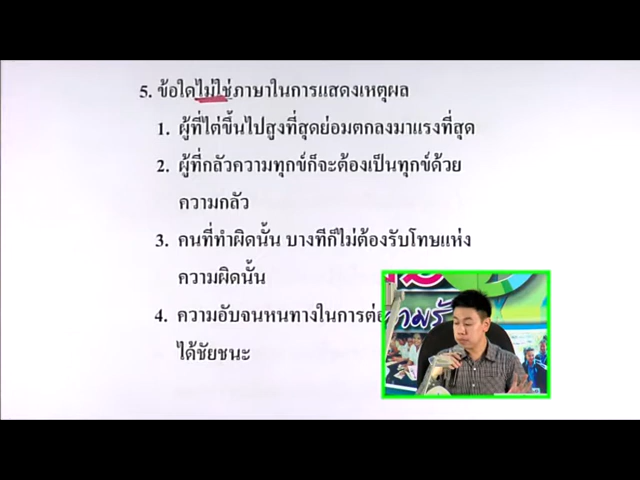 5. ข้อใดไม่ใช่ภาษาในการแสดงเหตุผล
1. ผู้ที่ไต่ขึ้นไปสูงที่สุดย่อมตกลงมาแรงที่สุด
2. ผู้ที่กลัวความทุกข์ก็จะต้องเป็นทุกข์ด้วย
ความกลัว
3. คนที่ทำผิดนั้น บางทีก็ไม่ต้องรับโทษแห่ง
ความผิดนั้น
4. ความอับจนหนทางในการต่อ
ได้ชัยชนะ